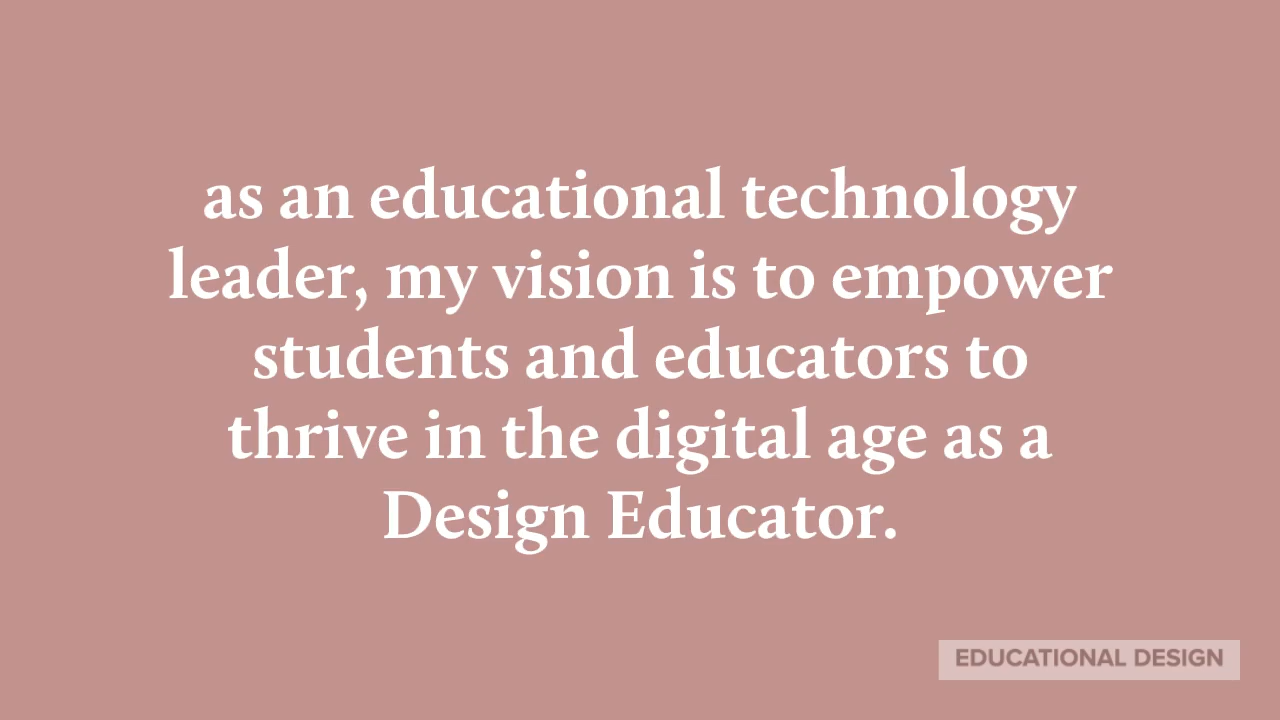 as an educational technology
leader, my vision is to empower
students and educators to
thrive in the digital age as a
Design Educator.
EDUCATIONAL DESIGN